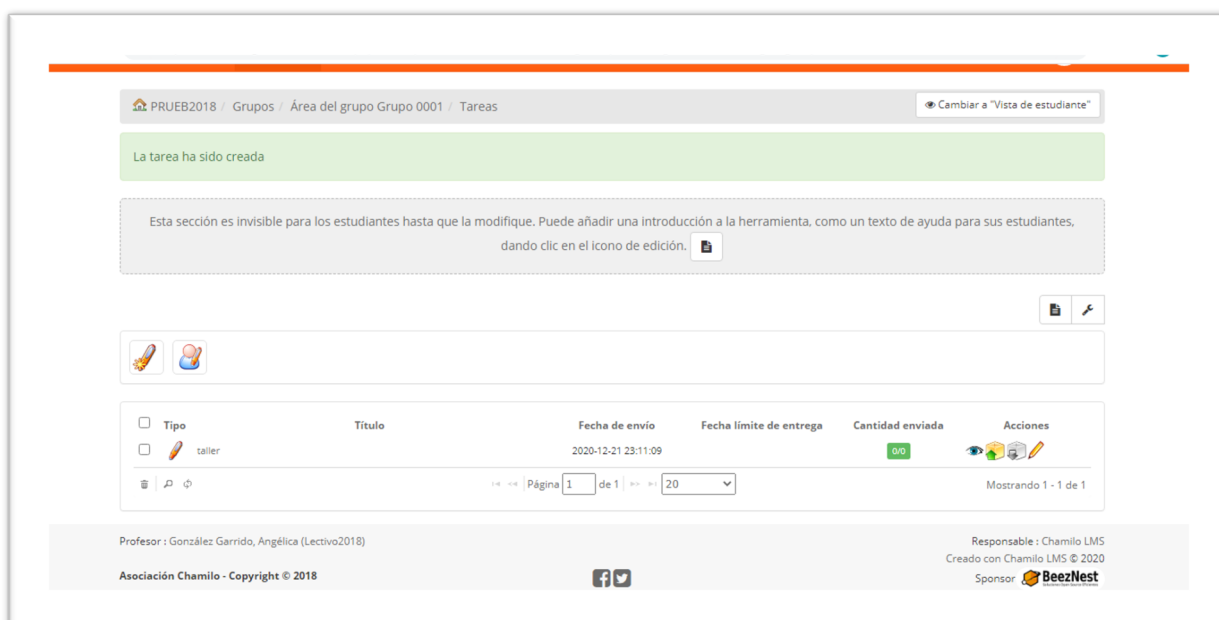 PRUEB2018 / Grupos / Área del grupo Grupo 0001 / Tareas
Cambiar a "Vista de estudiante"
La tarea ha sido creada
Esta sección es invisible para los estudiantes hasta que la modifique. Puede añadir una introducción a la herramienta, como un texto de ayuda para sus estudiantes,
dando clic en el icono de edición.
Tipo Título Fecha de envío Fecha límite de entrega Cantidad enviada Acciones
taller 2020-12-21 23:11:09 0/0
Página 1 de 1 20 Mostrando 1 - 1 de 1
Profesor : González Garrido, Angélica (Lectivo2018)
Responsable : Chamilo LMS
Creado con Chamilo LMS © 2020
Asociación Chamilo - Copyright © 2018
Sponsor BeezNest